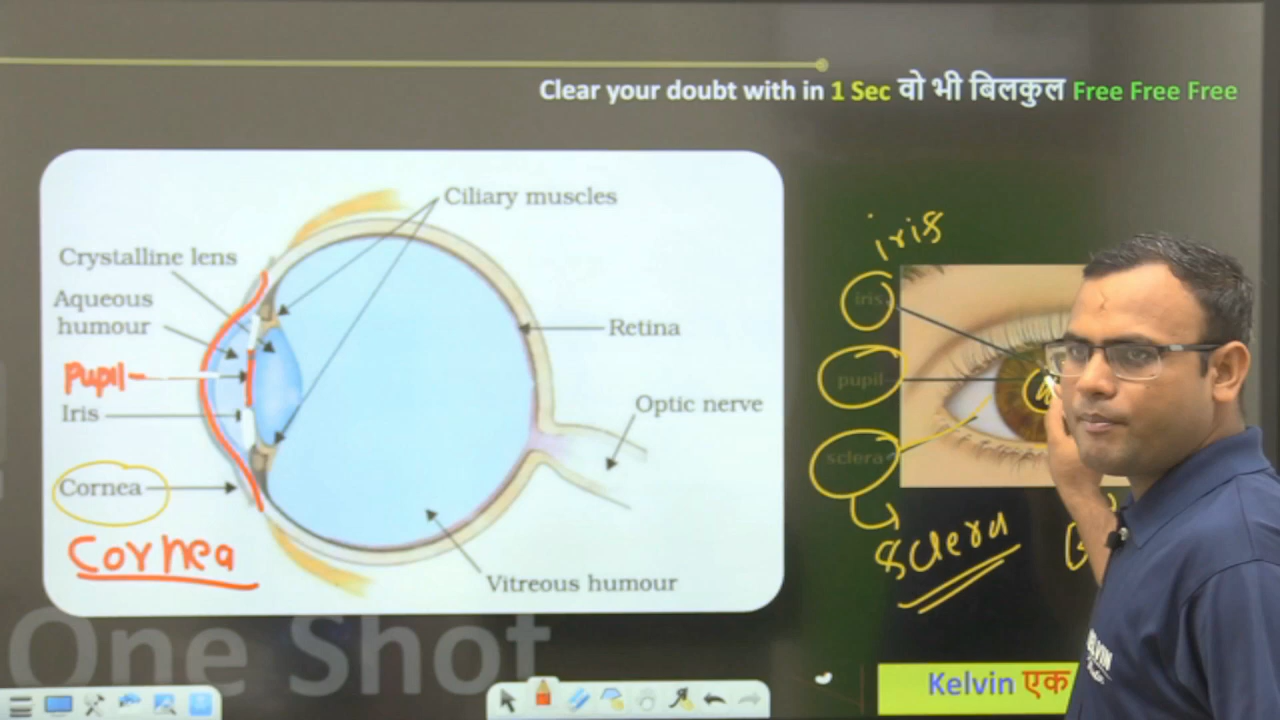 Clear your doubt with in 1 Sec वो भी बिलकुल Free Free Free
Ciliary muscles
Crystalline lens
Aqueous
humour
Pupil
Iris
Cornea
Cornea
Retina
Optic nerve
Vitreous humour
iris
iris
pupil
sclera
sclera
One Shot
Kelvin एक